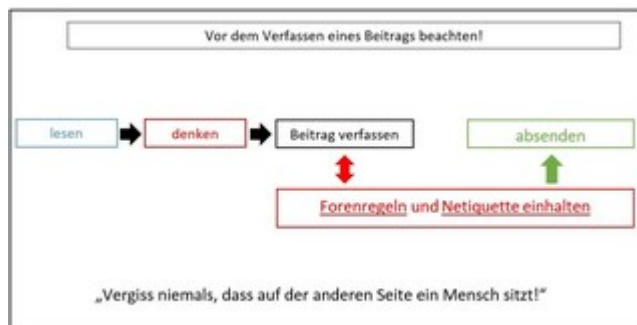 Vor dem Verfassen eines Beitrags beachten!
lesen
denken
Beitrag verfassen
absenden
Forenregeln und Netiquette einhalten
„Vergiss niemals, dass auf der anderen Seite ein Mensch sitzt!“